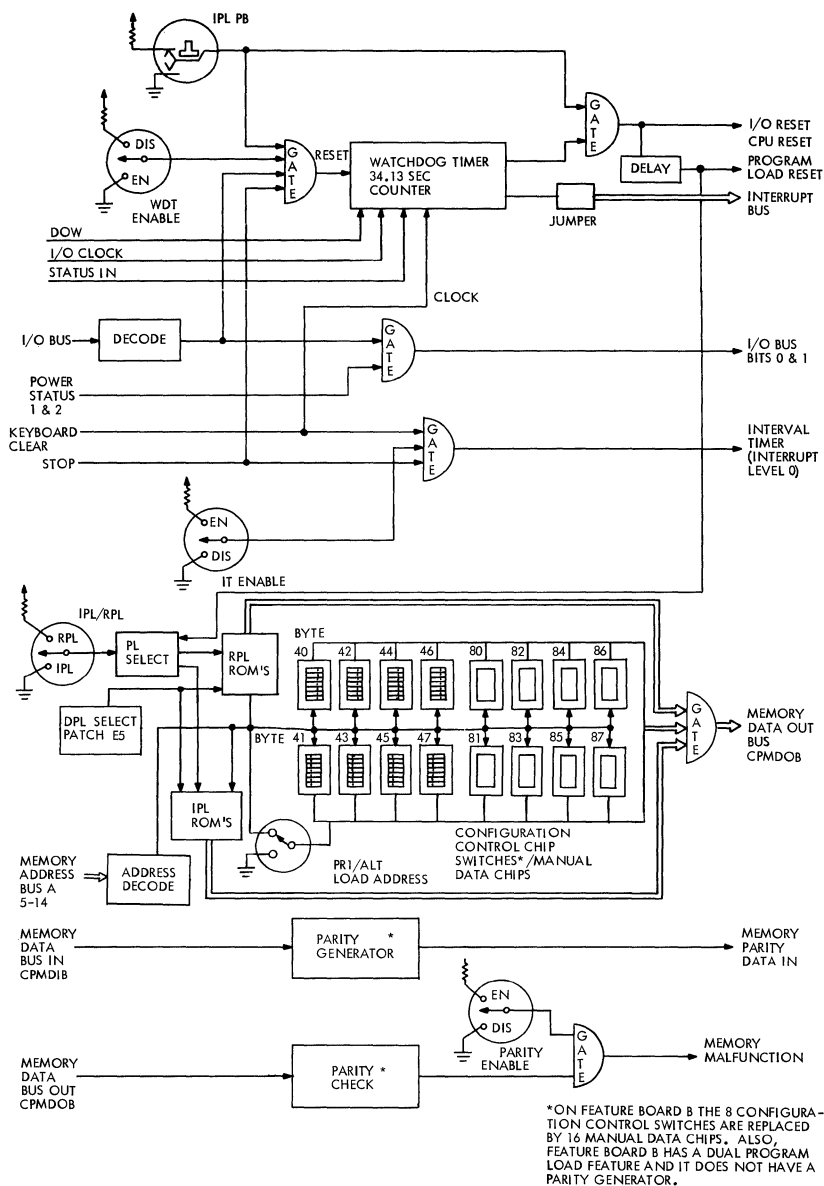 IPL PB
DIS
EN
WDT
ENABLE
GATE
RESET
WATCHDOG TIMER
34.13 SEC
COUNTER
GATE
I/O RESET
CPU RESET
DELAY
PROGRAM
LOAD RESET
JUMPER
INTERRUPT
BUS
DOW
I/O CLOCK
STATUS IN
CLOCK
I/O BUS
DECODE
GATE
I/O BUS
BITS 0 & 1
POWER
STATUS
1 & 2
KEYBOARD
CLEAR
STOP
GATE
INTERVAL
TIMER
(INTERRUPT
LEVEL 0)
EN
DIS
IT ENABLE
IPL/RPL
RPL
IPL
PL
SELECT
RPL
ROM'S
DPL SELECT
PATCH E5
BYTE
40 42 44 46 80 82 84 86
BYTE 41 43 45 47 81 83 85 87
GATE
MEMORY
DATA OUT
BUS
CPMDOB
IPL
ROM'S
PR1/ALT
LOAD ADDRESS
CONFIGURATION
CONTROL CHIP
SWITCHES*/MANUAL
DATA CHIPS
MEMORY
ADDRESS
BUS A
5-14
ADDRESS
DECODE
MEMORY
DATA
BUS IN
CPMDIB
PARITY *
GENERATOR
MEMORY
PARITY
DATA IN
EN
DIS
PARITY
ENABLE
GATE
MEMORY
MALFUNCTION
MEMORY
DATA
BUS OUT
CPMDOB
PARITY *
CHECK
*ON FEATURE BOARD B THE 8 CONFIGURA-
TION CONTROL SWITCHES ARE REPLACED
BY 16 MANUAL DATA CHIPS. ALSO,
FEATURE BOARD B HAS A DUAL PROGRAM
LOAD FEATURE AND IT DOES NOT HAVE A
PARITY GENERATOR.